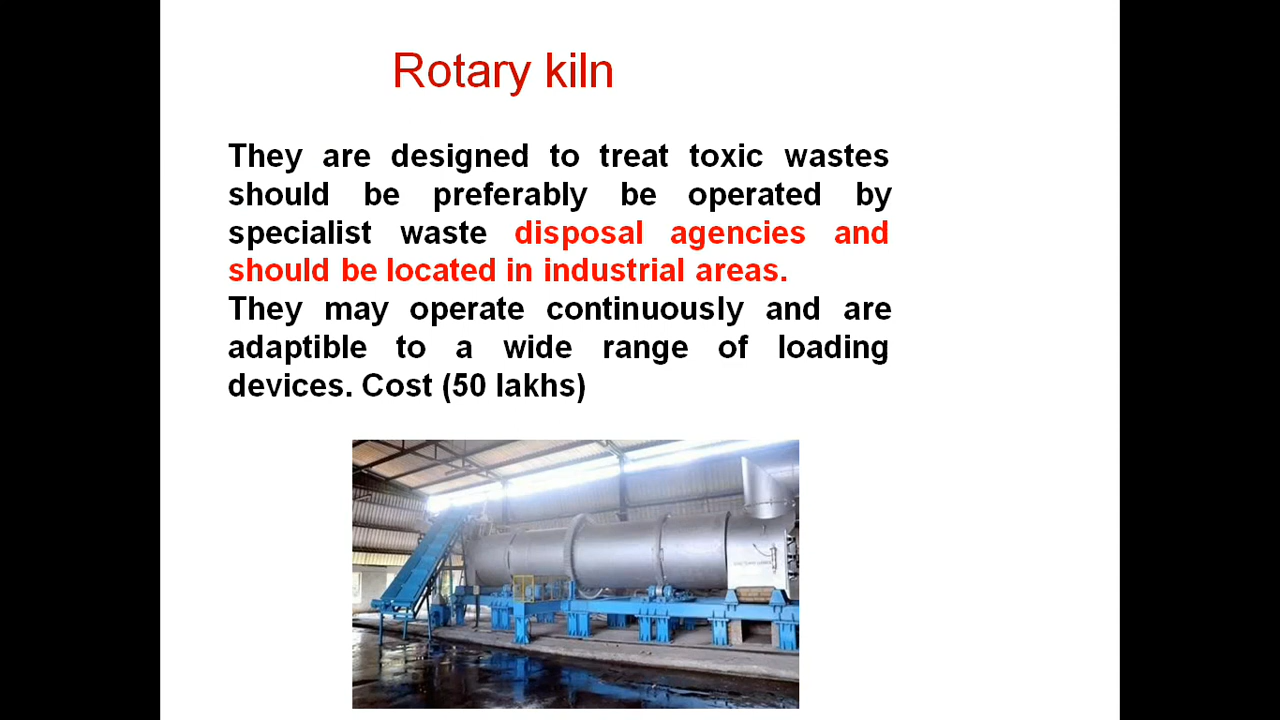 Rotary kiln
They are designed to treat toxic wastes
should be preferably be operated by
specialist waste disposal agencies and
should be located in industrial areas.
They may operate continuously and are
adaptible to a wide range of loading
devices. Cost (50 lakhs)